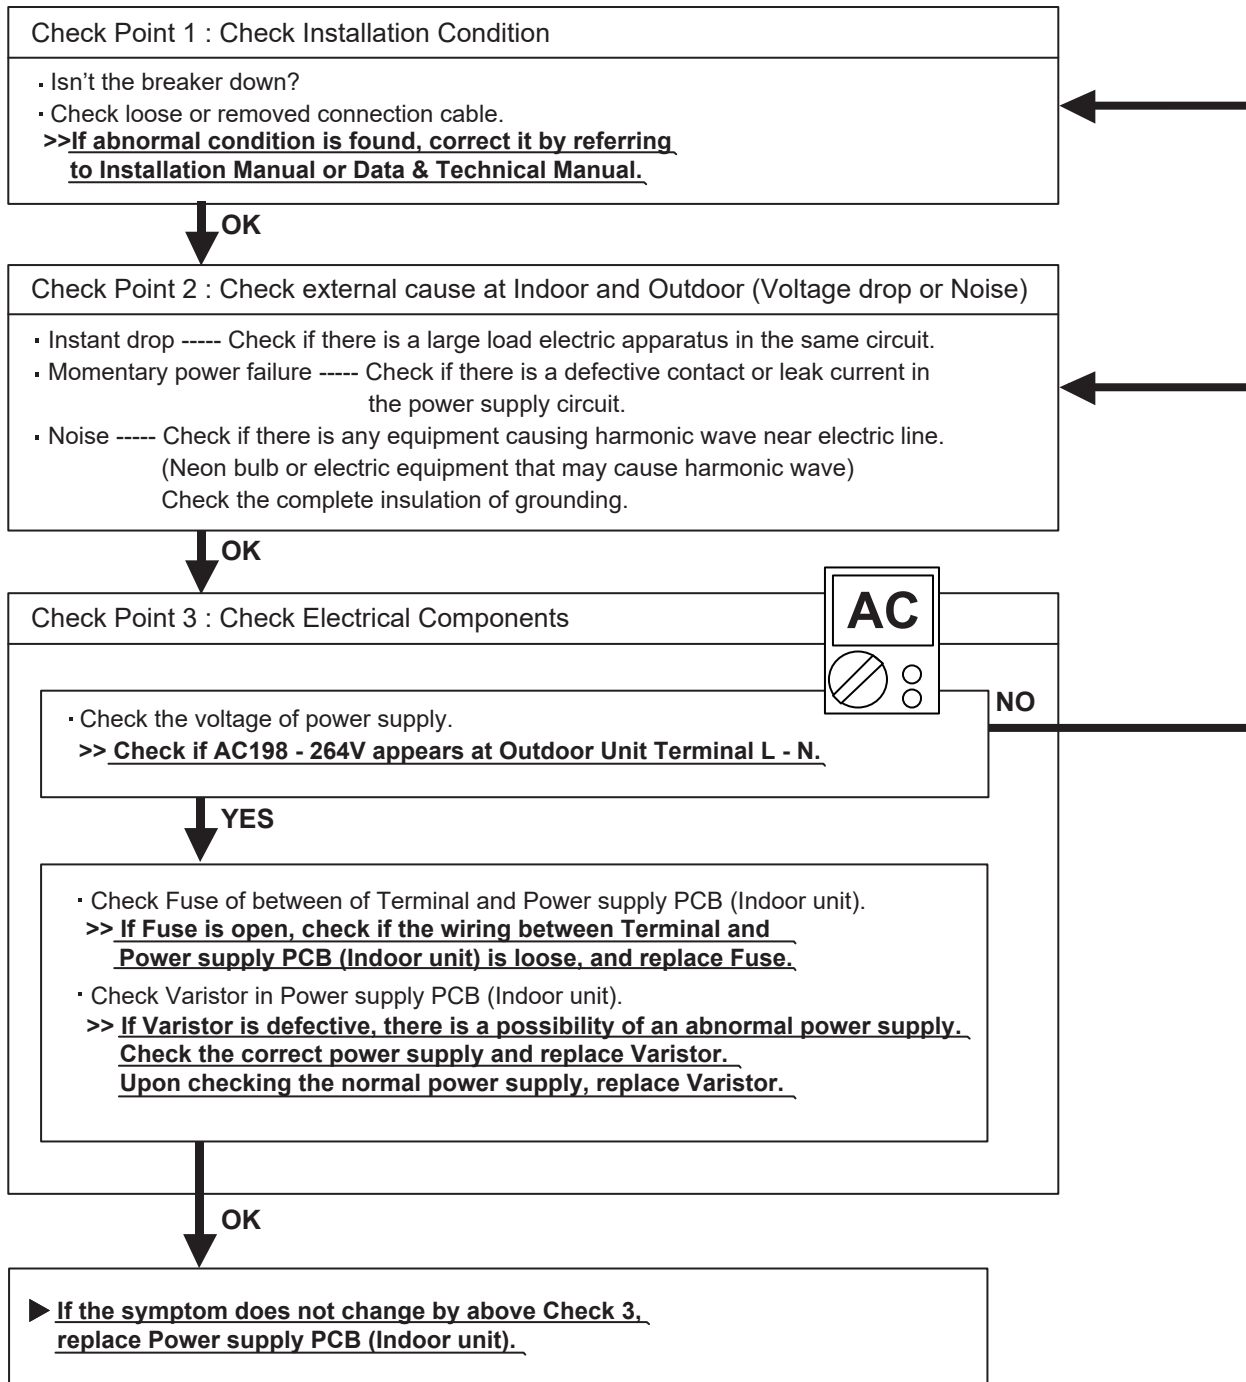 Check Point 1 : Check Installation Condition
· Isn’t the breaker down?
· Check loose or removed connection cable.
>>If abnormal condition is found, correct it by referring
to Installation Manual or Data & Technical Manual.
OK
Check Point 2 : Check external cause at Indoor and Outdoor (Voltage drop or Noise)
· Instant drop ----- Check if there is a large load electric apparatus in the same circuit.
· Momentary power failure ----- Check if there is a defective contact or leak current in
the power supply circuit.
· Noise ----- Check if there is any equipment causing harmonic wave near electric line.
(Neon bulb or electric equipment that may cause harmonic wave)
Check the complete insulation of grounding.
OK
Check Point 3 : Check Electrical Components
AC
· Check the voltage of power supply.
>> Check if AC198 - 264V appears at Outdoor Unit Terminal L - N.
NO
YES
· Check Fuse of between of Terminal and Power supply PCB (Indoor unit).
>> If Fuse is open, check if the wiring between Terminal and
Power supply PCB (Indoor unit) is loose, and replace Fuse.
· Check Varistor in Power supply PCB (Indoor unit).
>> If Varistor is defective, there is a possibility of an abnormal power supply.
Check the correct power supply and replace Varistor.
Upon checking the normal power supply, replace Varistor.
OK
▶ If the symptom does not change by above Check 3,
replace Power supply PCB (Indoor unit).